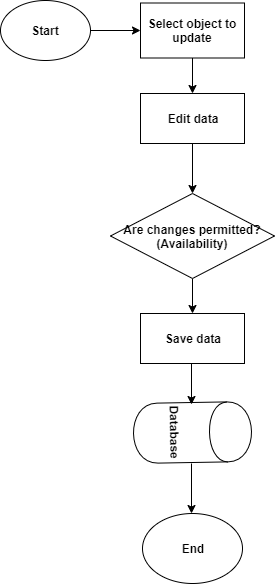 Start
Select object to
update
Edit data
Are changes permitted?
(Availability)
Save data
Database
End